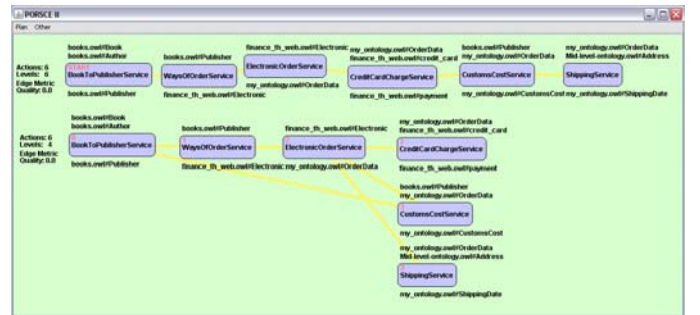 PORSCE II
Plan Other
books.owl#Book
books.owl#Author
START
BookToPublisherService
books.owl#Publisher
books.owl#Publisher
WaysOfOrderService
finance_th_web.owl#Electronic
finance_th_web.owl#Electronic
ElectronicOrderService
my_ontology.owl#OrderData
my_ontology.owl#OrderData
finance_th_web.owl#credit_card
CreditCardChargeService
finance_th_web.owl#payment
books.owl#Publisher
my_ontology.owl#OrderData
CustomsCostService
my_ontology.owl#CustomsCost
my_ontology.owl#OrderData
Mid-level-ontology.owl#Address
ShippingService
my_ontology.owl#ShippingDate
Actions: 6
Levels: 6
Edge Metric
Quality: 0.0
books.owl#Book
books.owl#Author
BookToPublisherService
books.owl#Publisher
books.owl#Publisher
WaysOfOrderService
finance_th_web.owl#Electronic
finance_th_web.owl#Electronic
ElectronicOrderService
my_ontology.owl#OrderData
my_ontology.owl#OrderData
finance_th_web.owl#credit_card
CreditCardChargeService
finance_th_web.owl#payment
Actions: 6
Levels: 4
Edge Metric
Quality: 0.0
books.owl#Publisher
my_ontology.owl#OrderData
CustomsCostService
my_ontology.owl#CustomsCost
my_ontology.owl#OrderData
Mid-level-ontology.owl#Address
ShippingService
my_ontology.owl#ShippingDate